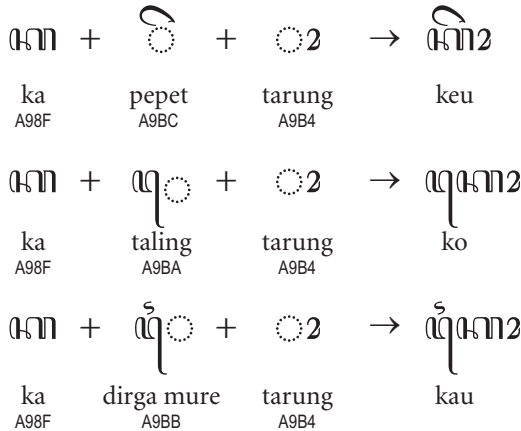 ꦏ + ◌ꦼ + ◌ꦴ → ꦏꦼꦴ
ka pepet tarung keu
A98F A9BC A9B4
ꦏ + ◌ꦺ + ◌ꦴ → ꦏꦺꦴ
ka taling tarung ko
A98F A9BA A9B4
ꦏ + ◌ꦻ + ◌ꦴ → ꦏꦻꦴ
ka dirga mure tarung kau
A98F A9BB A9B4